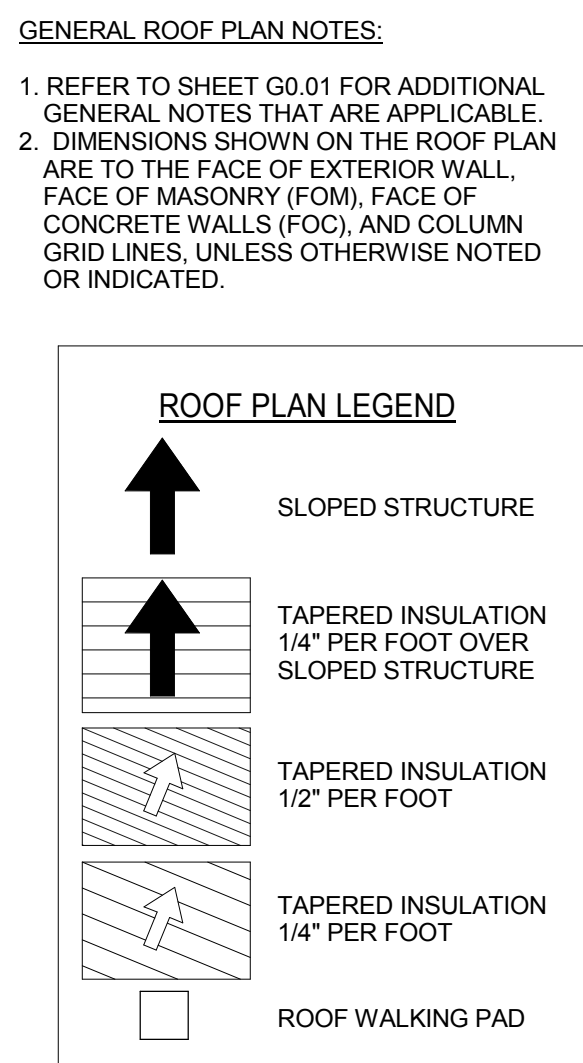 GENERAL ROOF PLAN NOTES:
1. REFER TO SHEET G0.01 FOR ADDITIONAL
GENERAL NOTES THAT ARE APPLICABLE.
2. DIMENSIONS SHOWN ON THE ROOF PLAN
ARE TO THE FACE OF EXTERIOR WALL,
FACE OF MASONRY (FOM), FACE OF
CONCRETE WALLS (FOC), AND COLUMN
GRID LINES, UNLESS OTHERWISE NOTED
OR INDICATED.
ROOF PLAN LEGEND
SLOPED STRUCTURE
TAPERED INSULATION
1/4" PER FOOT OVER
SLOPED STRUCTURE
TAPERED INSULATION
1/2" PER FOOT
TAPERED INSULATION
1/4" PER FOOT
ROOF WALKING PAD